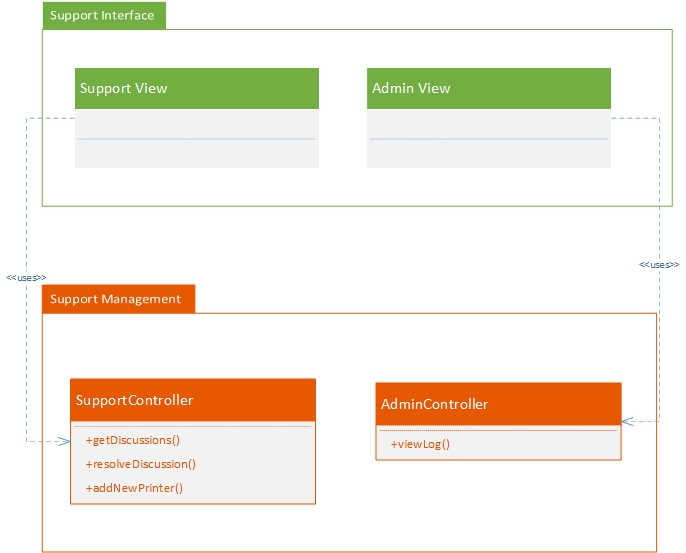 Support Interface
Support View
Admin View
<<uses>>
<<uses>>
Support Management
SupportController
+getDiscussions()
+resolveDiscussion()
+addNewPrinter()
AdminController
+viewLog()